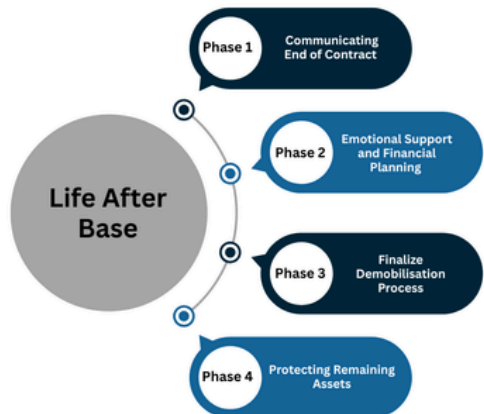 Phase 1
Communicating
End of Contract
Life After
Base
Phase 2
Emotional Support
and Financial
Planning
Phase 3
Finalize
Demobilisation
Process
Phase 4
Protecting Remaining
Assets